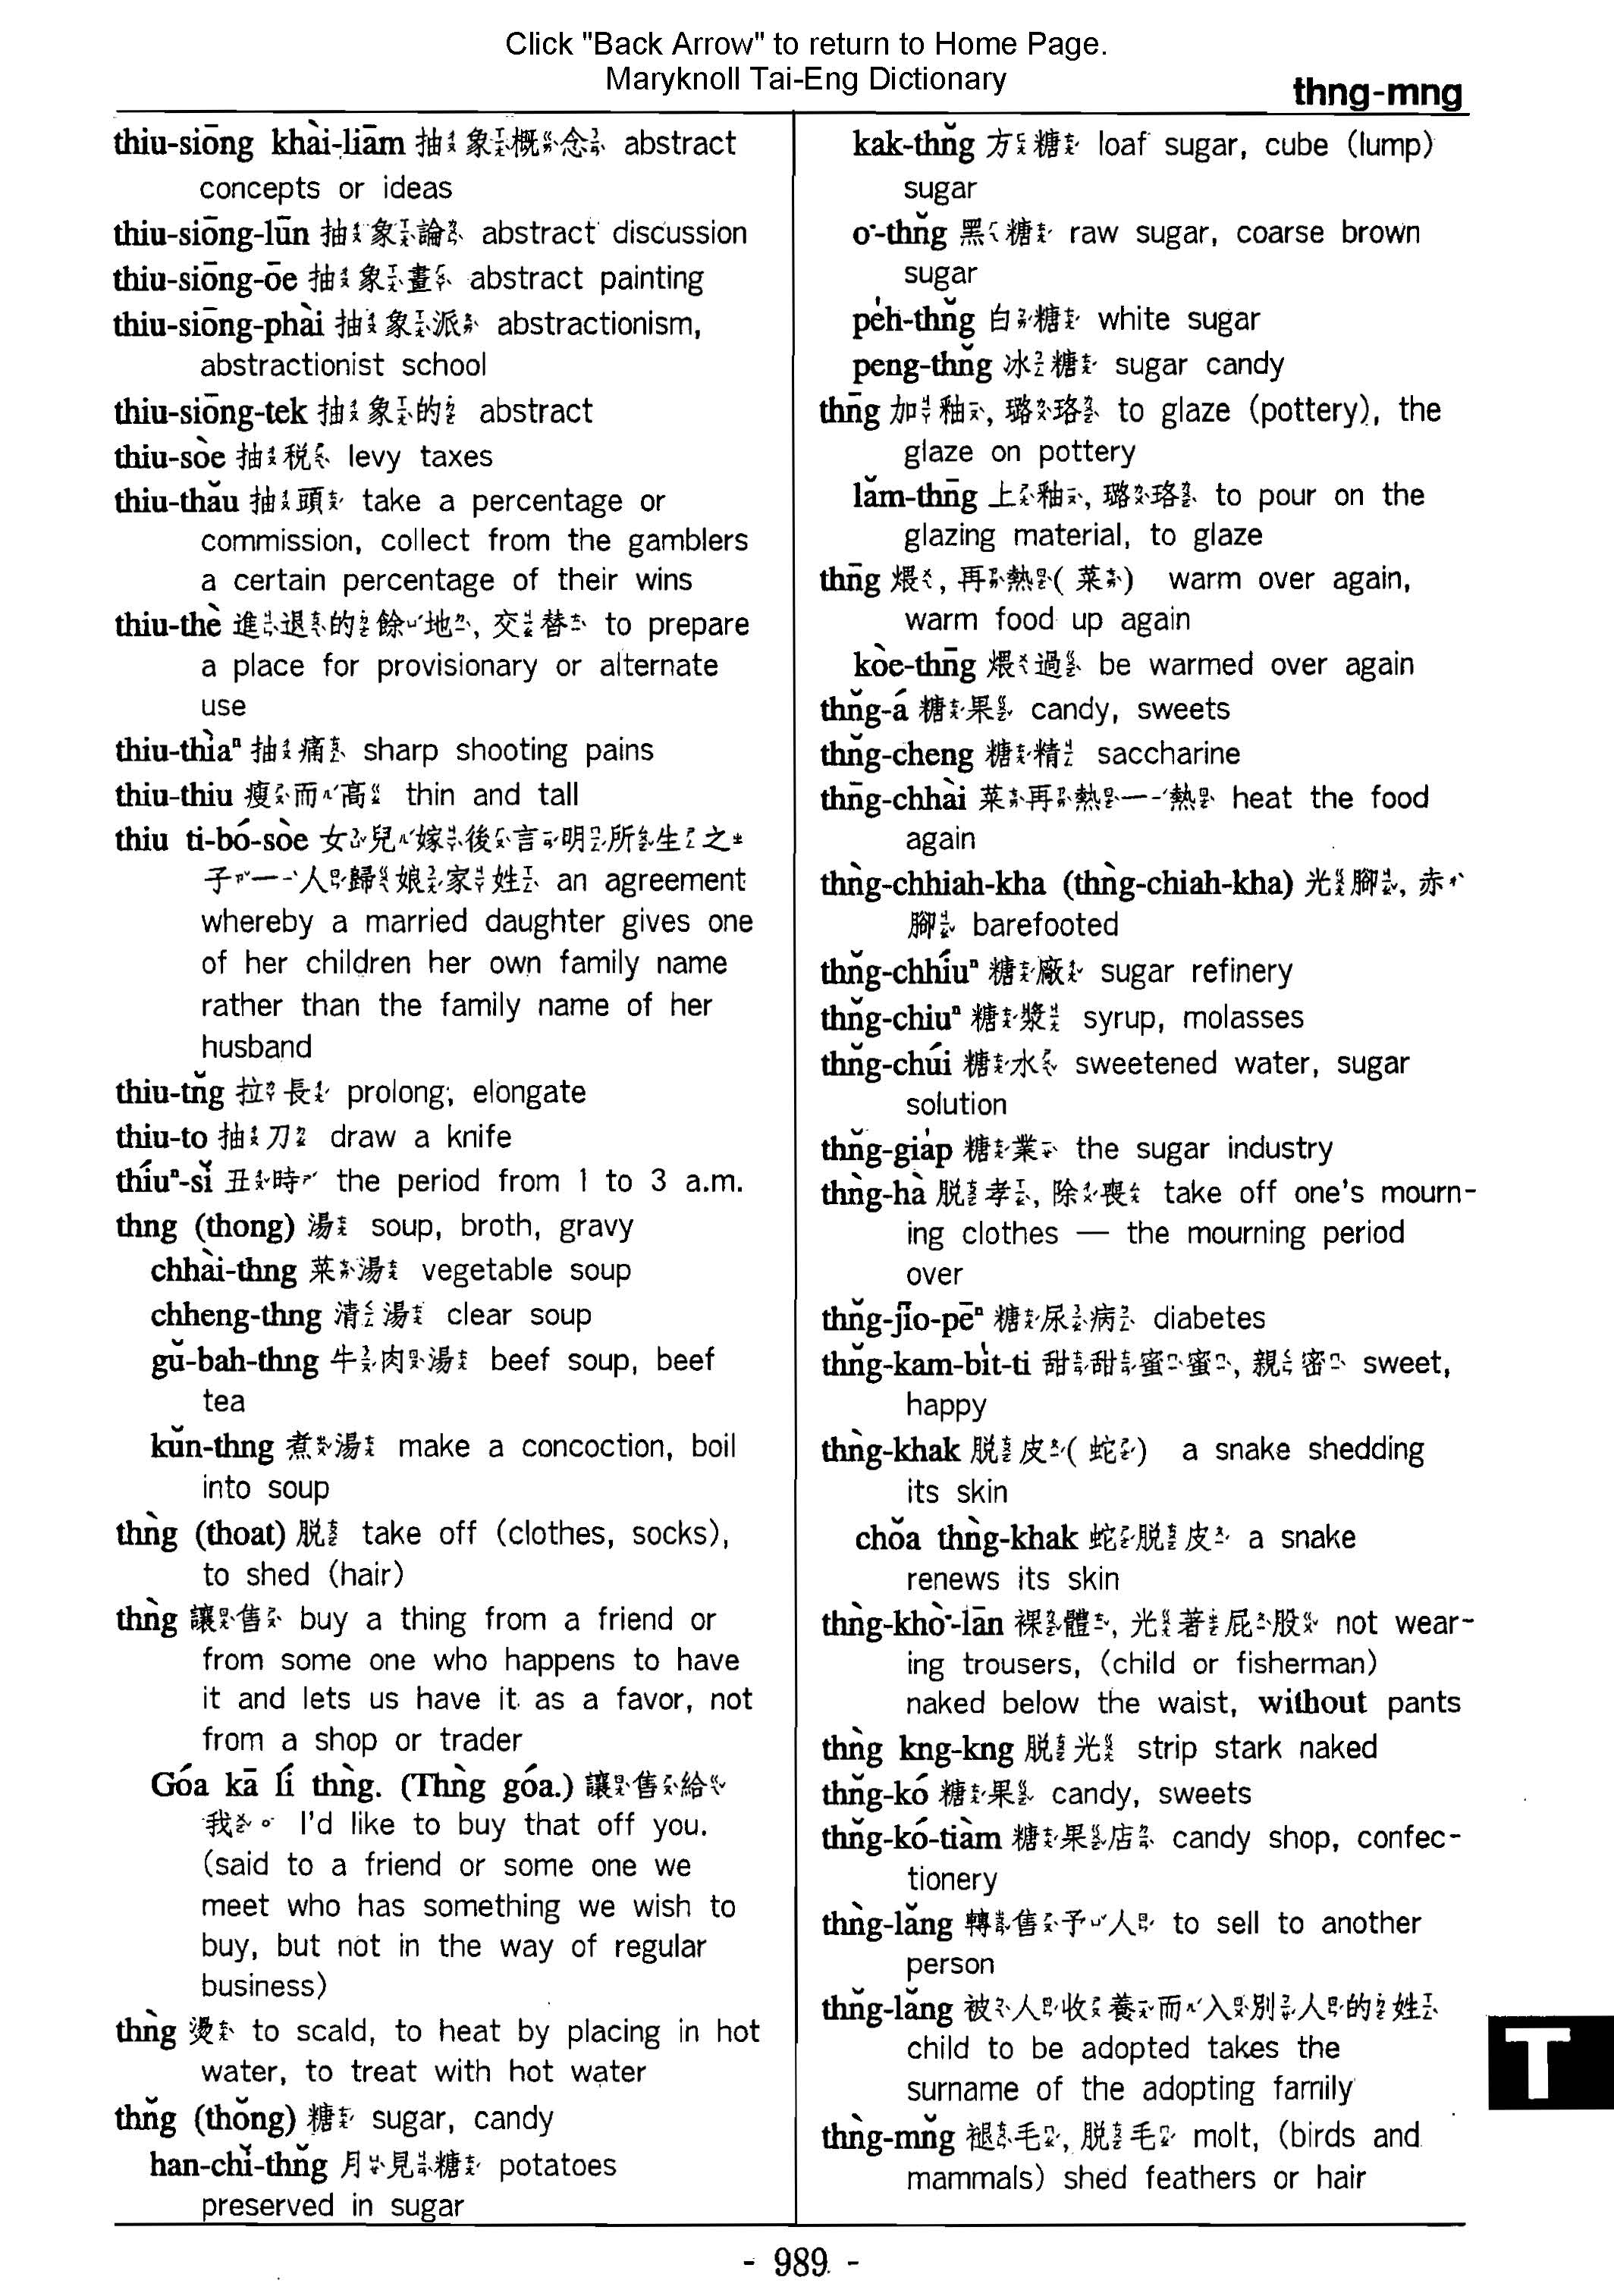 Click "Back Arrow" to return to Home Page.
Maryknoll Tai-Eng Dictionary
thng-mng
thiu-siōng khài-liām 抽象概念 abstract
concepts or ideas
thiu-siōng-lūn 抽象論 abstract discussion
thiu-siōng-ōe 抽象畫 abstract painting
thiu-siōng-phài 抽象派 abstractionism,
abstractionist school
thiu-siōng-tek 抽象的 abstract
thiu-sòe 抽稅 levy taxes
thiu-thǎu 抽頭 take a percentage or
commission, collect from the gamblers
a certain percentage of their wins
thiu-thè 進退的餘地, 交替 to prepare
a place for provisionary or alternate
use
thiu-thìaⁿ 抽痛 sharp shooting pains
thiu-thiu 瘦而高 thin and tall
thiu ti-bó-sòe 女兒嫁後言明所生之
子一人歸娘家姓 an agreement
whereby a married daughter gives one
of her children her own family name
rather than the family name of her
husband
thiu-tn̆g 拉長 prolong, elongate
thiu-to 抽刀 draw a knife
thíuⁿ-sǐ 丑時 the period from 1 to 3 a.m.
thng (thong) 湯 soup, broth, gravy
chhài-thng 菜湯 vegetable soup
chheng-thng 清湯 clear soup
gǔ-bah-thng 牛肉湯 beef soup, beef
tea
kǔn-thng 煮湯 make a concoction, boil
into soup
thǹg (thoat) 脱 take off (clothes, socks),
to shed (hair)
thǹg 讓售 buy a thing from a friend or
from some one who happens to have
it and lets us have it as a favor, not
from a shop or trader
Góa kā lí thǹg. (Thǹg góa.) 讓售給
我。 I'd like to buy that off you.
(said to a friend or some one we
meet who has something we wish to
buy, but not in the way of regular
business)
thǹg 燙 to scald, to heat by placing in hot
water, to treat with hot water
thn̆g (thǒng) 糖 sugar, candy
han-chǐ-thn̆g 月見糖 potatoes
preserved in sugar
kak-thn̆g 方糖 loaf sugar, cube (lump)
sugar
o͘-thn̆g 黑糖 raw sugar, coarse brown
sugar
pe̍h-thn̆g 白糖 white sugar
peng-thn̆g 冰糖 sugar candy
thn̄g 加釉, 璐珞 to glaze (pottery), the
glaze on pottery
lǎm-thn̄g 上釉, 璐珞 to pour on the
glazing material, to glaze
thn̄g 煨, 再熱(菜) warm over again,
warm food up again
kòe-thn̄g 煨過 be warmed over again
thn̆g-á 糖果 candy, sweets
thn̆g-cheng 糖精 saccharine
thn̄g-chhài 菜再熱一熱 heat the food
again
thǹg-chhiah-kha (thǹg-chiah-kha) 光腳, 赤
腳 barefooted
thn̆g-chhíuⁿ 糖廠 sugar refinery
thn̆g-chiuⁿ 糖漿 syrup, molasses
thn̆g-chúi 糖水 sweetened water, sugar
solution
thn̆g-gia̍p 糖業 the sugar industry
thǹg-hà 脱孝, 除喪 take off one's mourn-
ing clothes — the mourning period
over
thn̆g-jīo-pēⁿ 糖尿病 diabetes
thn̆g-kam-bi̍t-ti 甜甜蜜蜜, 親密 sweet,
happy
thǹg-khak 脱皮(蛇) a snake shedding
its skin
chǒa thǹg-khak 蛇脱皮 a snake
renews its skin
thǹg-khò͘-lān 裸體, 光著屁股 not wear-
ing trousers, (child or fisherman)
naked below the waist, without pants
thǹg kng-kng 脱光 strip stark naked
thn̆g-kó 糖果 candy, sweets
thn̆g-kó-tiàm 糖果店 candy shop, confec-
tionery
thǹg-lǎng 轉售予人 to sell to another
person
thn̆g-lǎng 被人收養而入別人的姓
child to be adopted takes the
surname of the adopting family
thǹg-mn̆g 褪毛, 脱毛 molt, (birds and
mammals) shed feathers or hair
T
- 989 -